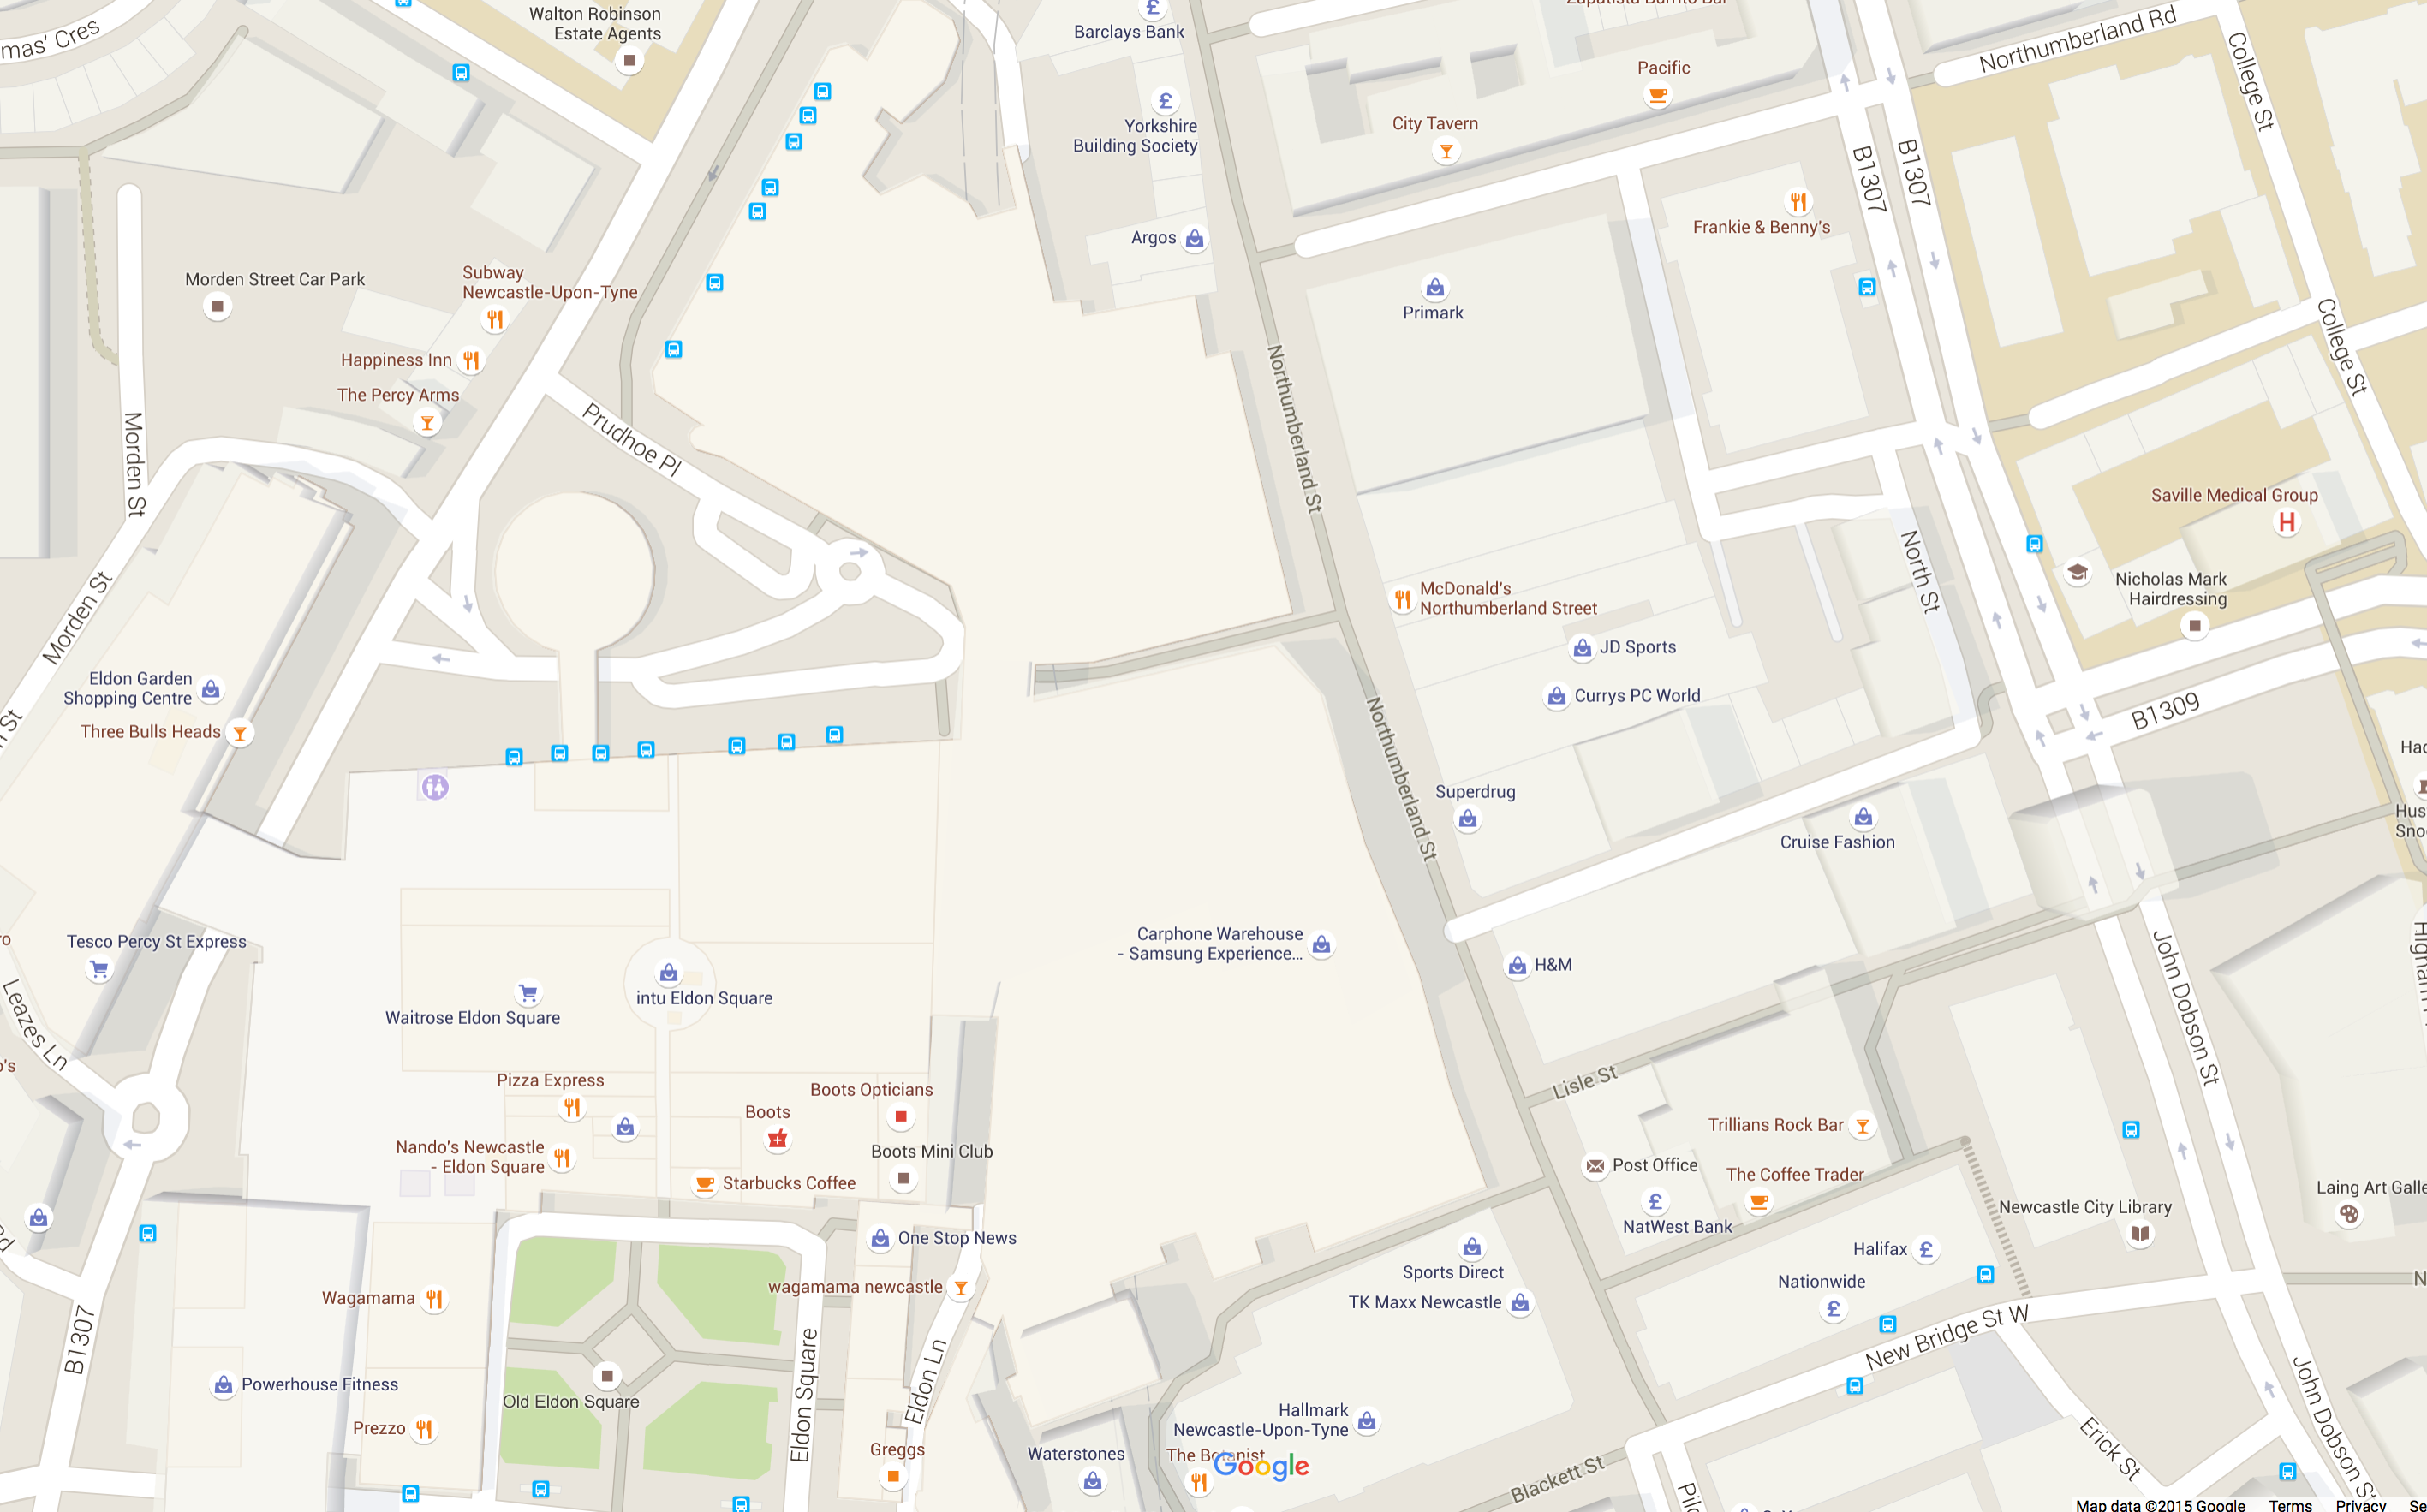 Walton Robinson
Estate Agents
mas' Cres
Barclays Bank
Zapatista Burrito Bar
Northumberland Rd
College St
Pacific
City Tavern
Yorkshire
Building Society
B1307
B1307
Frankie & Benny's
Argos
Morden Street Car Park
Subway
Newcastle-Upon-Tyne
Primark
Happiness Inn
The Percy Arms
Northumberland St
College St
Prudhoe Pl
Morden St
Saville Medical Group
North St
McDonald's
Northumberland Street
Nicholas Mark
Hairdressing
Morden St
JD Sports
Eldon Garden
Shopping Centre
Currys PC World
Three Bulls Heads
St
B1309
Northumberland St
Superdrug
Cruise Fashion
Tesco Percy St Express
Carphone Warehouse
- Samsung Experience...
H&M
John Dobson St
intu Eldon Square
Waitrose Eldon Square
Leazes Ln
Pizza Express
Boots Opticians
Boots
Lisle St
Trillians Rock Bar
Nando's Newcastle
- Eldon Square
Boots Mini Club
Post Office
The Coffee Trader
Starbucks Coffee
NatWest Bank
Newcastle City Library
Laing Art Galle
One Stop News
Halifax
Sports Direct
Nationwide
wagamama newcastle
Wagamama
TK Maxx Newcastle
B1307
New Bridge St W
Eldon Square
Eldon Ln
Powerhouse Fitness
Old Eldon Square
John Dobson St
Prezzo
Hallmark
Newcastle-Upon-Tyne
Erick St
Greggs
Waterstones
The Botanist
Google
Blackett St
Map data ©2015 Google Terms Privacy Se